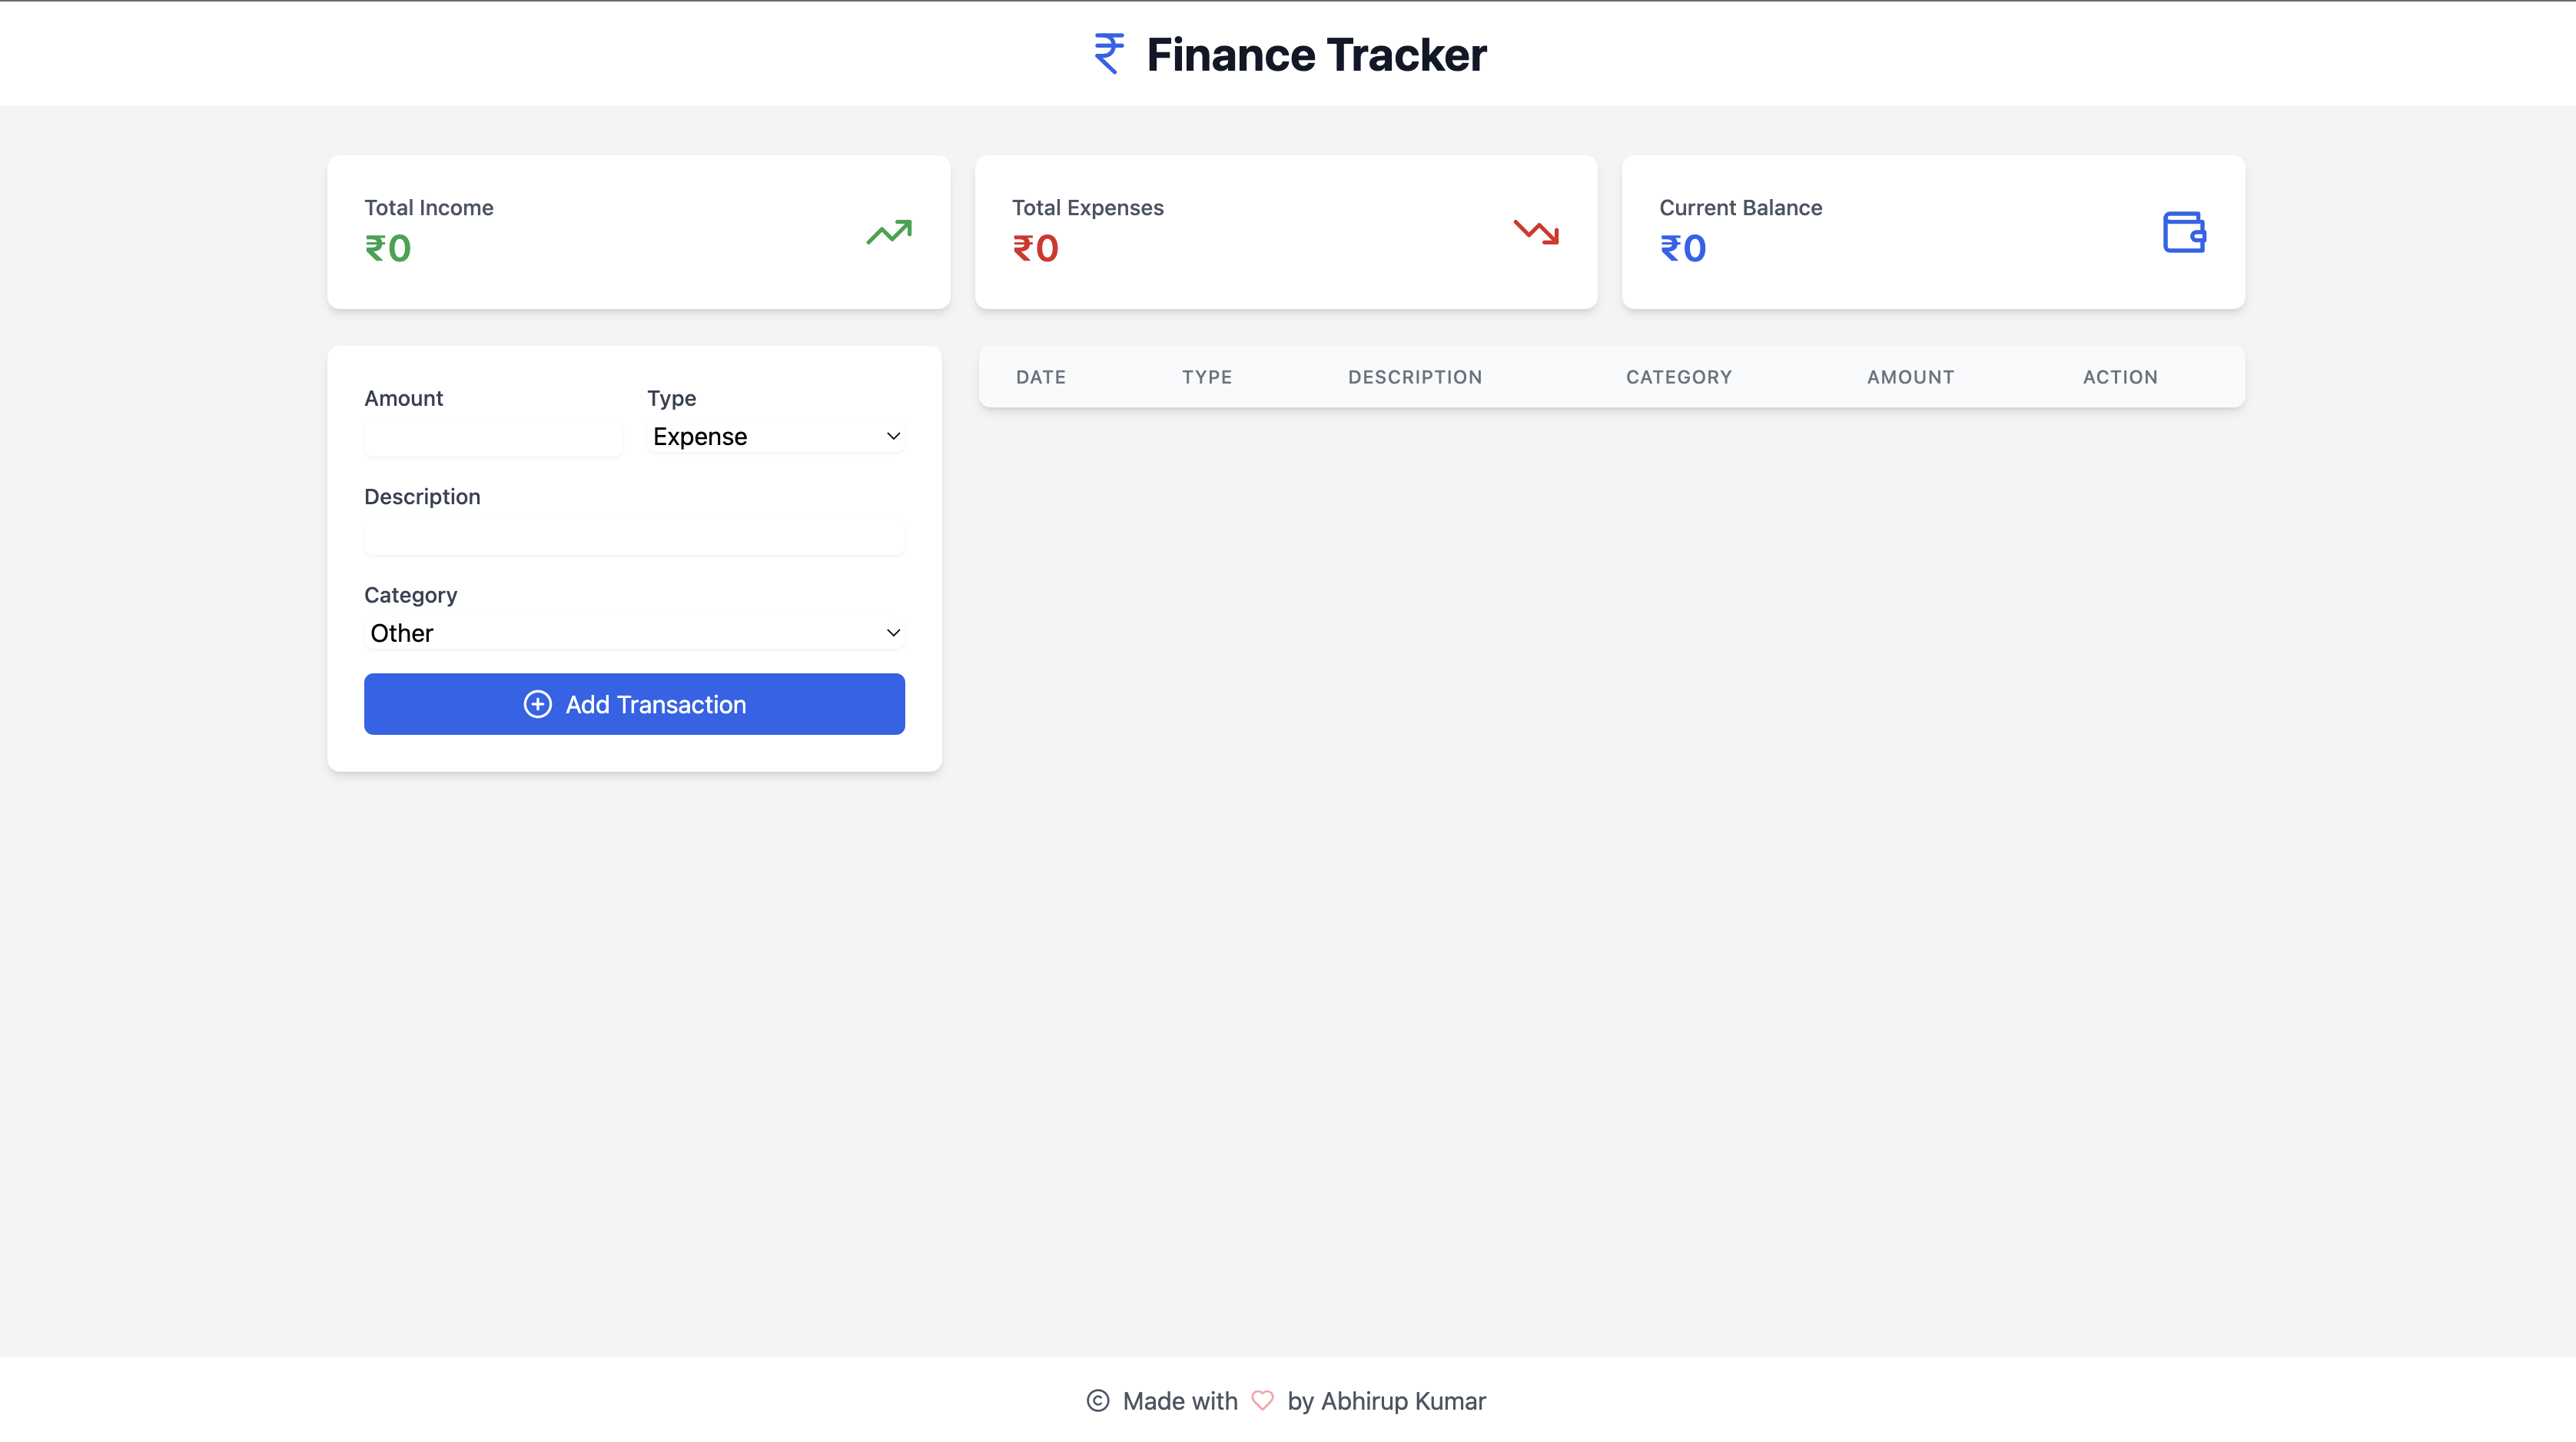 ₹ Finance Tracker
Total Income
₹0
Total Expenses
₹0
Current Balance
₹0
Amount
Type
Expense
Description
Category
Other
Add Transaction
DATE TYPE DESCRIPTION CATEGORY AMOUNT ACTION
© Made with by Abhirup Kumar